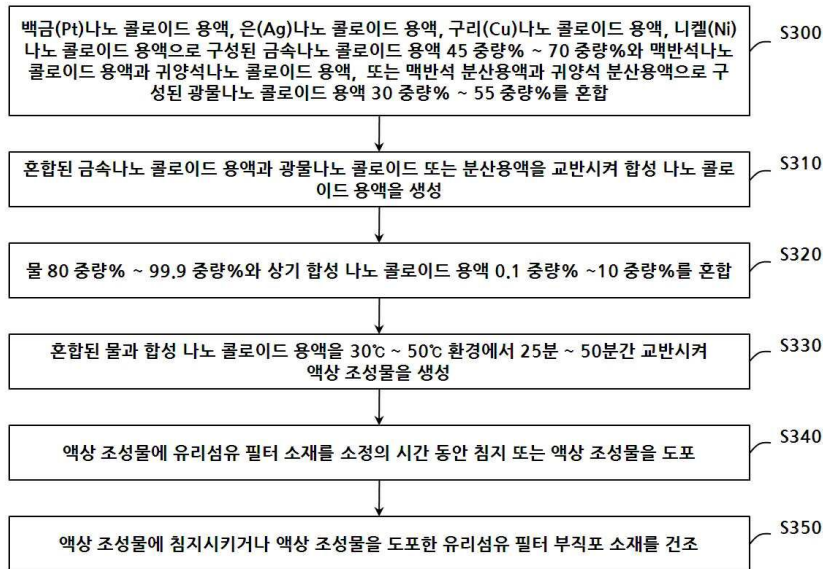 백금(Pt)나노 콜로이드 용액, 은(Ag)나노 콜로이드 용액, 구리(Cu)나노 콜로이드 용액, 니켈(Ni)
나노 콜로이드 용액으로 구성된 금속나노 콜로이드 용액 45 중량% ~ 70 중량%와 맥반석나노
콜로이드 용액과 귀양석나노 콜로이드 용액, 또는 맥반석 분산용액과 귀양석 분산용액으로 구
성된 광물나노 콜로이드 용액 30 중량% ~ 55 중량%를 혼합
S300
혼합된 금속나노 콜로이드 용액과 광물나노 콜로이드 또는 분산용액을 교반시켜 합성 나노 콜로
이드 용액을 생성
S310
물 80 중량% ~ 99.9 중량%와 상기 합성 나노 콜로이드 용액 0.1 중량% ~10 중량%를 혼합
S320
혼합된 물과 합성 나노 콜로이드 용액을 30℃ ~ 50℃ 환경에서 25분 ~ 50분간 교반시켜
액상 조성물을 생성
S330
액상 조성물에 유리섬유 필터 소재를 소정의 시간 동안 침지 또는 액상 조성물을 도포
S340
액상 조성물에 침지시키거나 액상 조성물을 도포한 유리섬유 필터 부직포 소재를 건조
S350